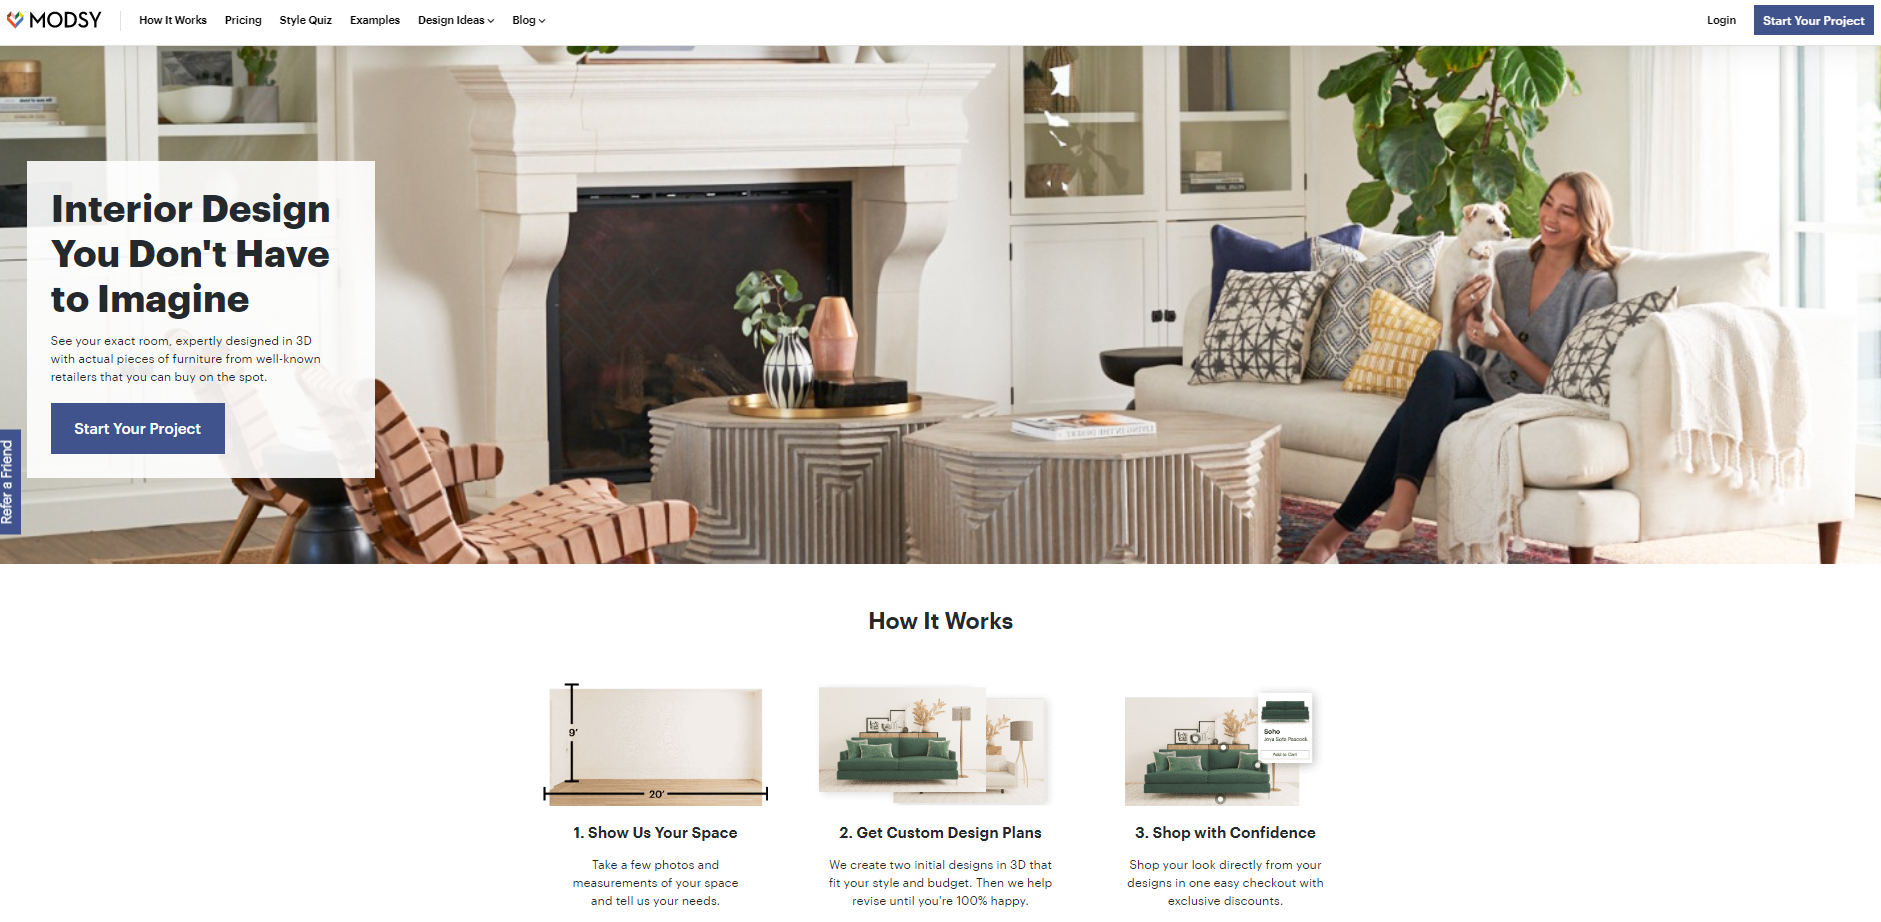 MODSY
How It Works
Pricing
Style Quiz
Examples
Design Ideas
Blog
Login
Start Your Project
Interior Design
You Don't Have
to Imagine
See your exact room, expertly designed in 3D
with actual pieces of furniture from well-known
retailers that you can buy on the spot.
Start Your Project
Refer a Friend
How It Works
9'
20'
Soho
Joya Sofa Peacock
Add to Cart
1. Show Us Your Space
Take a few photos and
measurements of your space
and tell us your needs.
2. Get Custom Design Plans
We create two initial designs in 3D that
fit your style and budget. Then we help
revise until you're 100% happy.
3. Shop with Confidence
Shop your look directly from your
designs in one easy checkout with
exclusive discounts.